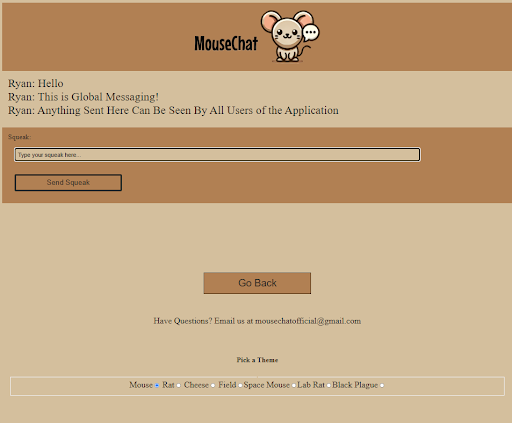 MouseChat
Ryan: Hello
Ryan: This is Global Messaging!
Ryan: Anything Sent Here Can Be Seen By All Users of the Application
Squeak:
Type your squeak here...
Send Squeak
Go Back
Have Questions? Email us at mousechatofficial@gmail.com
Pick a Theme
Mouse Rat Cheese Field Space Mouse Lab Rat Black Plague